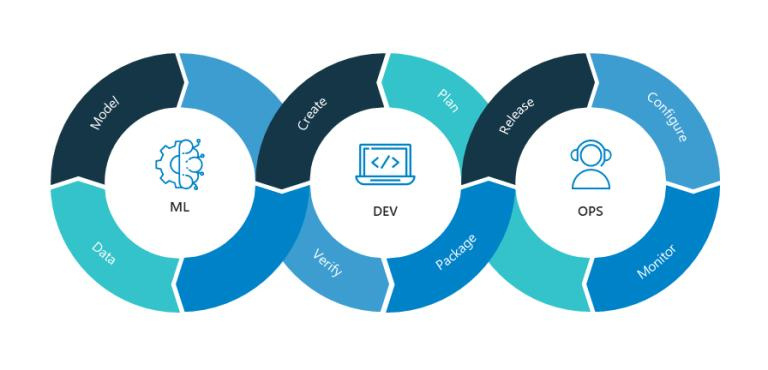 Model
Data
ML
Create
Plan
Verify
Package
DEV
Release
Configure
Monitor
OPS